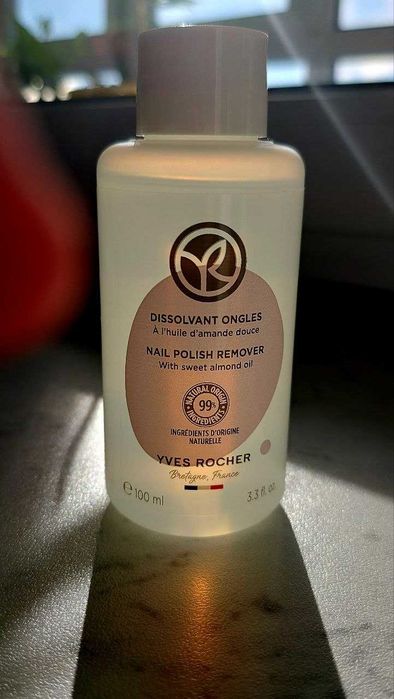 YR
DISSOLVANT ONGLES
À l'huile d'amande douce
NAIL POLISH REMOVER
With sweet almond oil
NATURAL ORIGIN
99%
INGREDIENTS
INGRÉDIENTS D'ORIGINE
NATURELLE
YVES ROCHER
Bretagne, France
℮ 100 ml
3.3 fl. oz.